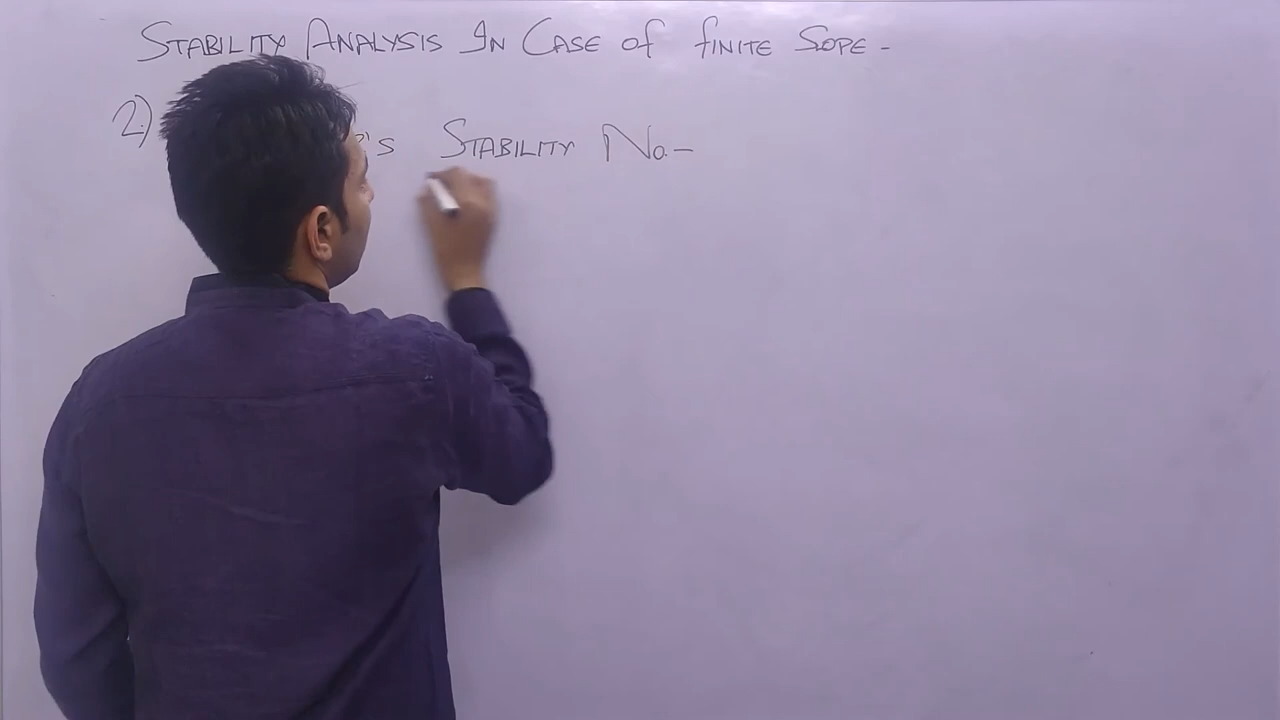 STABILITY ANALYSIS IN CASE OF FINITE SOPE -
2) 's STABILITY No.-